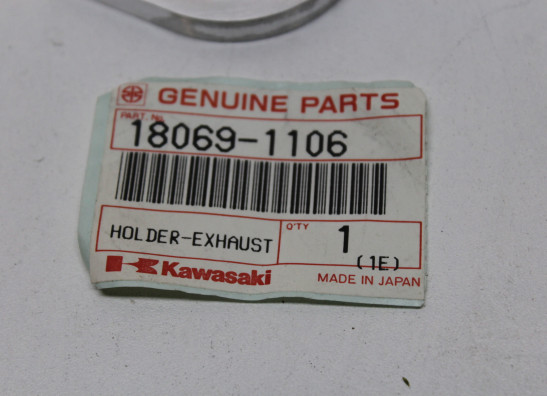 GENUINE PARTS
PART. No.
18069-1106
HOLDER-EXHAUST
Q'TY
1
(1E)
Kawasaki
MADE IN JAPAN